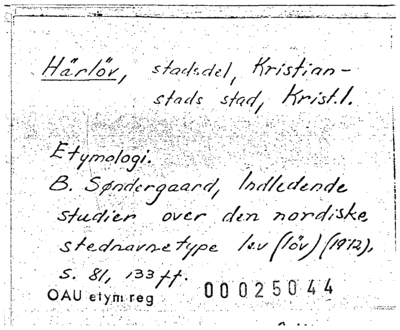 Härlöv, stadsdel, Kristian-
stads stad, Krist.l.
Etymologi.
B. Søndergaard, Indledende
studier over den nordiske
stednavnetype lev (löv) (1972),
s. 81, 133 ff.
OAU etym reg 00025044